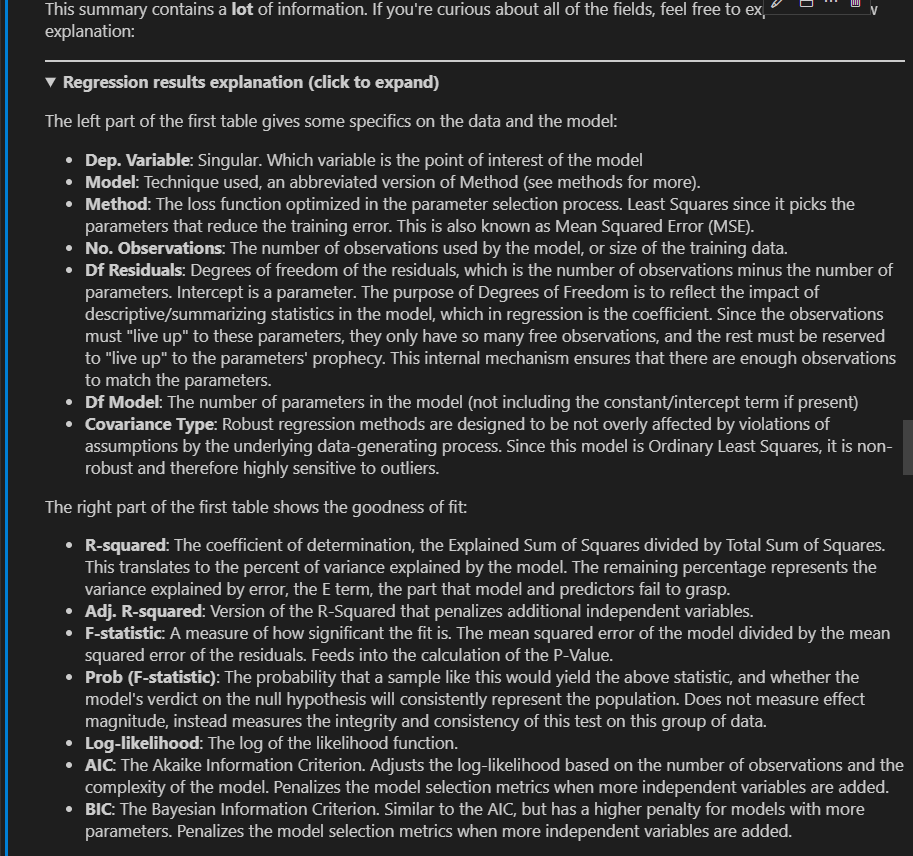 This summary contains a lot of information. If you're curious about all of the fields, feel free to
explanation:
▼ Regression results explanation (click to expand)
The left part of the first table gives some specifics on the data and the model:
• Dep. Variable: Singular. Which variable is the point of interest of the model
• Model: Technique used, an abbreviated version of Method (see methods for more).
• Method: The loss function optimized in the parameter selection process. Least Squares since it picks the
parameters that reduce the training error. This is also known as Mean Squared Error (MSE).
• No. Observations: The number of observations used by the model, or size of the training data.
• Df Residuals: Degrees of freedom of the residuals, which is the number of observations minus the number of
parameters. Intercept is a parameter. The purpose of Degrees of Freedom is to reflect the impact of
descriptive/summarizing statistics in the model, which in regression is the coefficient. Since the observations
must "live up" to these parameters, they only have so many free observations, and the rest must be reserved
to "live up" to the parameters' prophecy. This internal mechanism ensures that there are enough observations
to match the parameters.
• Df Model: The number of parameters in the model (not including the constant/intercept term if present)
• Covariance Type: Robust regression methods are designed to be not overly affected by violations of
assumptions by the underlying data-generating process. Since this model is Ordinary Least Squares, it is non-
robust and therefore highly sensitive to outliers.
The right part of the first table shows the goodness of fit:
• R-squared: The coefficient of determination, the Explained Sum of Squares divided by Total Sum of Squares.
This translates to the percent of variance explained by the model. The remaining percentage represents the
variance explained by error, the E term, the part that model and predictors fail to grasp.
• Adj. R-squared: Version of the R-Squared that penalizes additional independent variables.
• F-statistic: A measure of how significant the fit is. The mean squared error of the model divided by the mean
squared error of the residuals. Feeds into the calculation of the P-Value.
• Prob (F-statistic): The probability that a sample like this would yield the above statistic, and whether the
model's verdict on the null hypothesis will consistently represent the population. Does not measure effect
magnitude, instead measures the integrity and consistency of this test on this group of data.
• Log-likelihood: The log of the likelihood function.
• AIC: The Akaike Information Criterion. Adjusts the log-likelihood based on the number of observations and the
complexity of the model. Penalizes the model selection metrics when more independent variables are added.
• BIC: The Bayesian Information Criterion. Similar to the AIC, but has a higher penalty for models with more
parameters. Penalizes the model selection metrics when more independent variables are added.